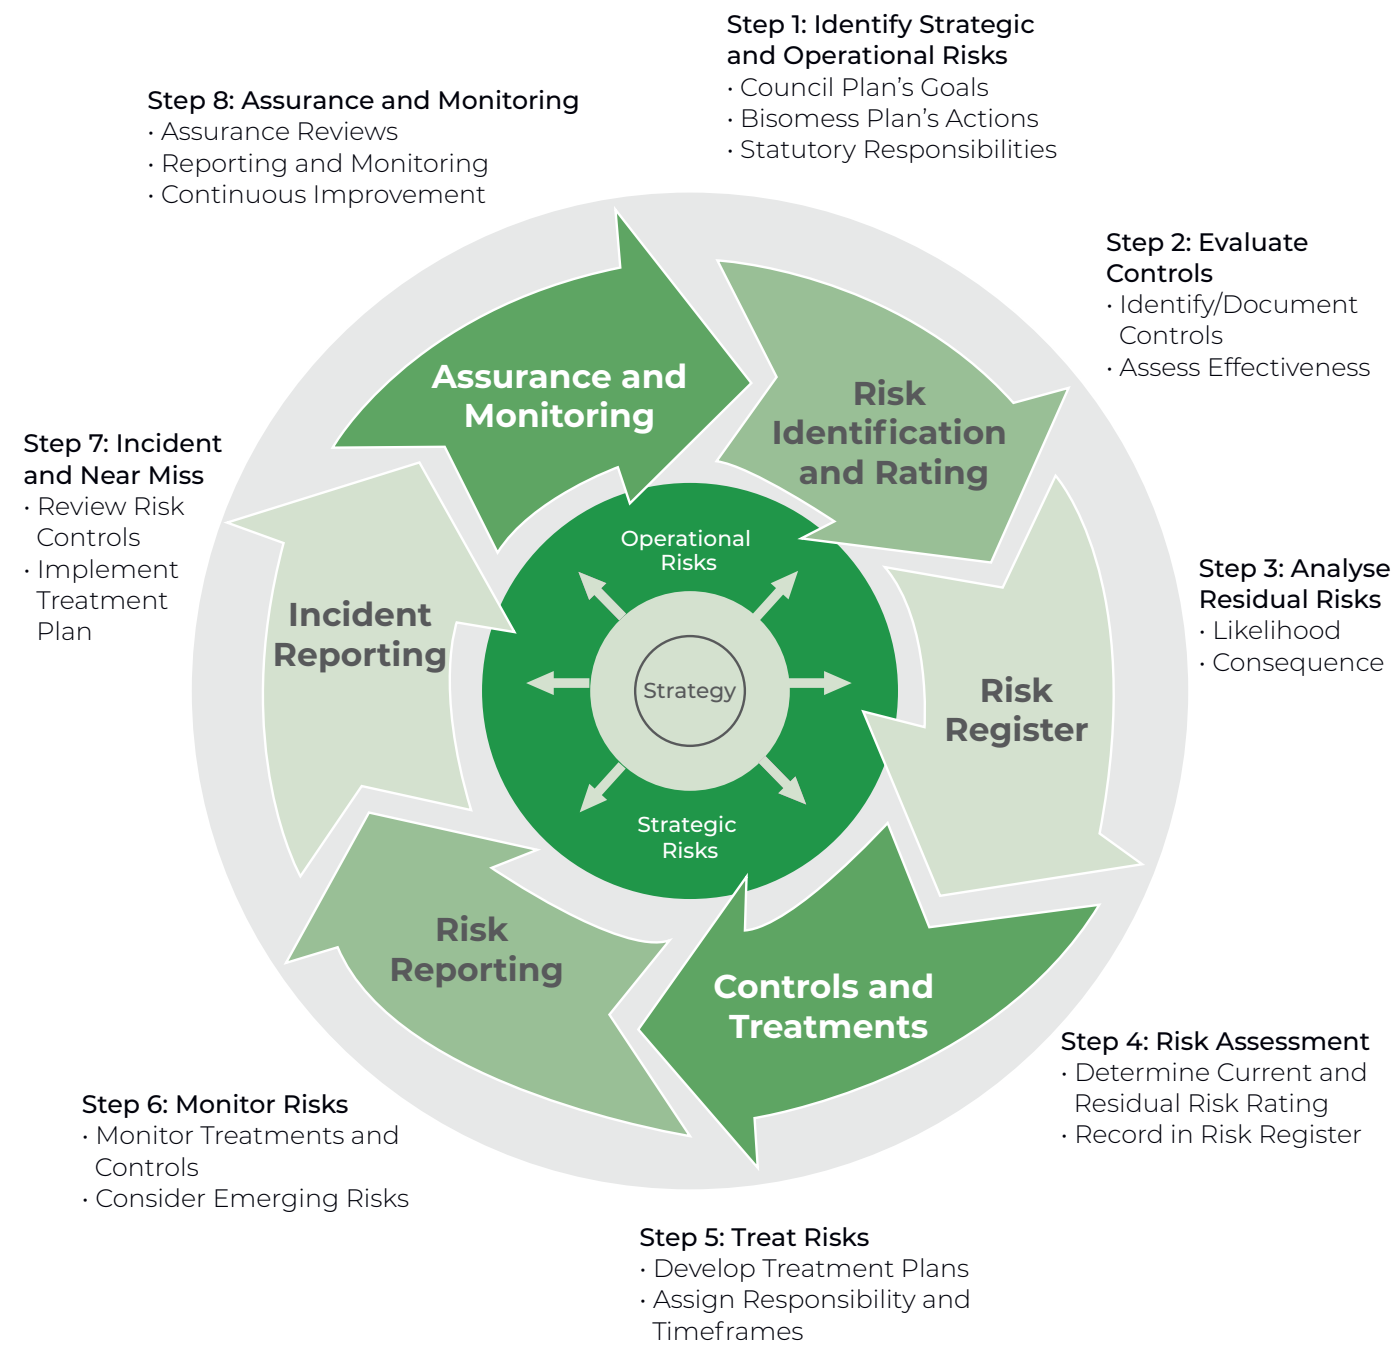 Step 1: Identify Strategic
and Operational Risks
· Council Plan's Goals
· Bisomess Plan's Actions
· Statutory Responsibilities
Step 2: Evaluate
Controls
· Identify/Document
Controls
· Assess Effectiveness
Step 3: Analyse
Residual Risks
· Likelihood
· Consequence
Step 4: Risk Assessment
· Determine Current and
Residual Risk Rating
· Record in Risk Register
Step 5: Treat Risks
· Develop Treatment Plans
· Assign Responsibility and
Timeframes
Step 6: Monitor Risks
· Monitor Treatments and
Controls
· Consider Emerging Risks
Step 7: Incident
and Near Miss
· Review Risk
Controls
· Implement
Treatment
Plan
Step 8: Assurance and Monitoring
· Assurance Reviews
· Reporting and Monitoring
· Continuous Improvement
Assurance and
Monitoring
Risk
Identification
and Rating
Risk
Register
Controls and
Treatments
Risk
Reporting
Incident
Reporting
Operational
Risks
Strategy
Strategic
Risks